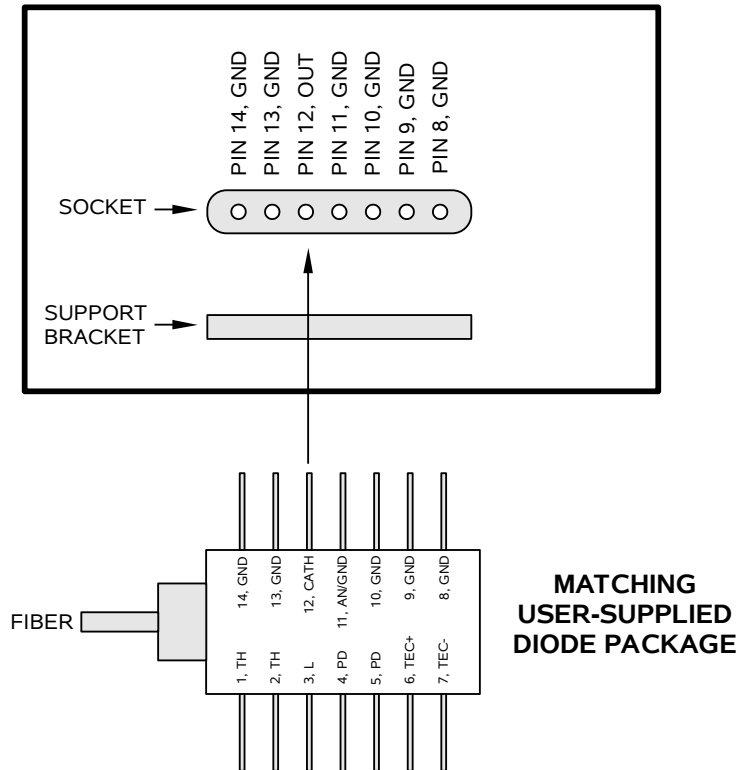 PIN 14, GND
PIN 13, GND
PIN 12, OUT
PIN 11, GND
PIN 10, GND
PIN 9, GND
PIN 8, GND
SOCKET
SUPPORT
BRACKET
14, GND
13, GND
12, CATH
11, AN/GND
10, GND
9, GND
8, GND
FIBER
1, TH
2, TH
3, L
4, PD
5, PD
6, TEC+
7, TEC-
MATCHING
USER-SUPPLIED
DIODE PACKAGE